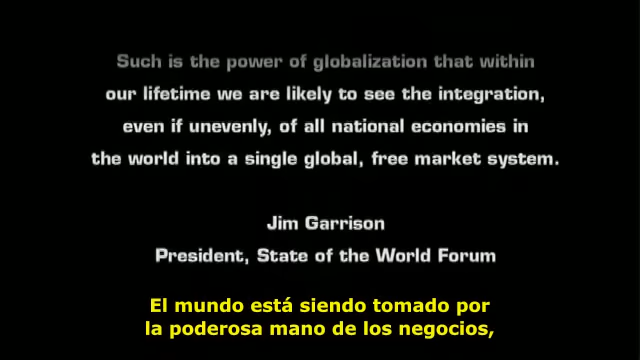 Such is the power of globalization that within
our lifetime we are likely to see the integration,
even if unevenly, of all national economies in
the world into a single global, free market system.
Jim Garrison
President, State of the World Forum
El mundo está siendo tomado por
la poderosa mano de los negocios,